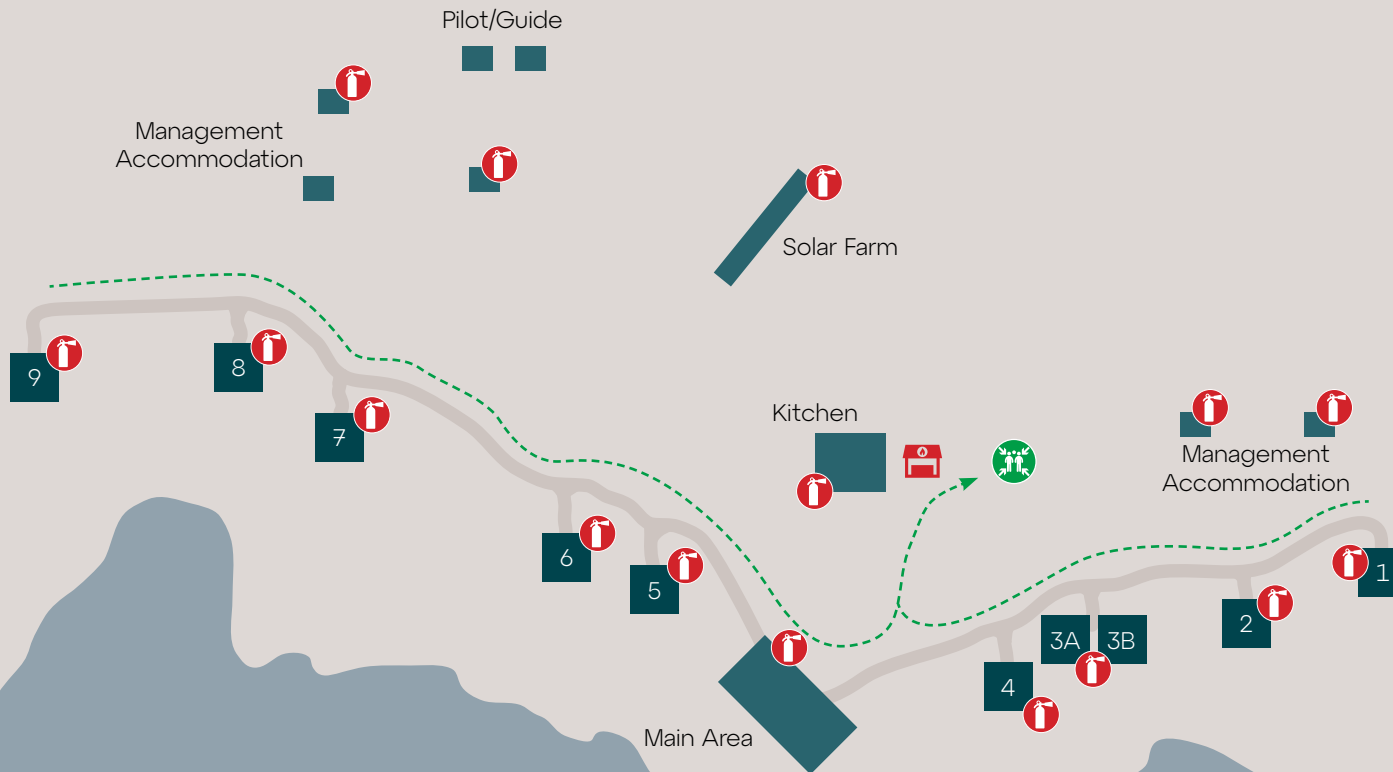 Pilot/Guide
Management
Accommodation
Solar Farm
9
8
7
Kitchen
Management
Accommodation
6
5
1
2
3A
3B
4
Main Area